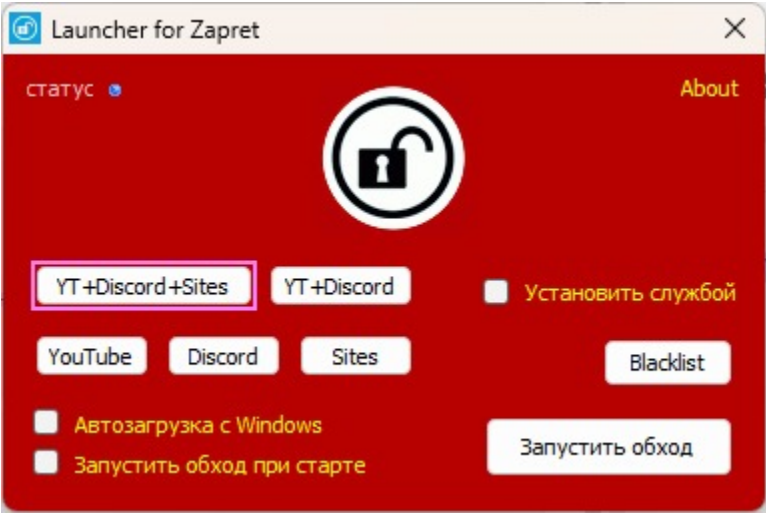 Launcher for Zapret
статус
About
YT+Discord+Sites
YT+Discord
Установить службой
YouTube
Discord
Sites
Blacklist
Автозагрузка с Windows
Запустить обход при старте
Запустить обход